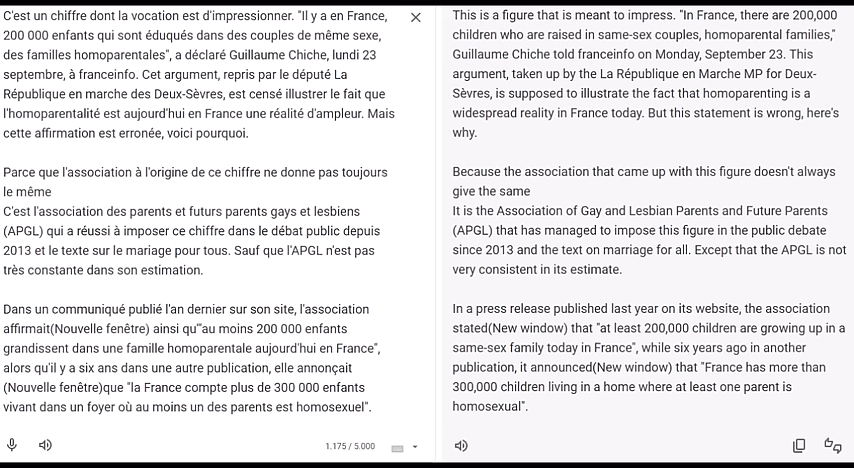 C'est un chiffre dont la vocation est d'impressionner. "Il y a en France,
200 000 enfants qui sont éduqués dans des couples de même sexe,
des familles homoparentales", a déclaré Guillaume Chiche, lundi 23
septembre, à franceinfo. Cet argument, repris par le député La
République en marche des Deux-Sèvres, est censé illustrer le fait que
l'homoparentalité est aujourd'hui en France une réalité d'ampleur. Mais
cette affirmation est erronée, voici pourquoi.
Parce que l'association à l'origine de ce chiffre ne donne pas toujours
le même
C'est l'association des parents et futurs parents gays et lesbiens
(APGL) qui a réussi à imposer ce chiffre dans le débat public depuis
2013 et le texte sur le mariage pour tous. Sauf que l'APGL n'est pas
très constante dans son estimation.
Dans un communiqué publié l'an dernier sur son site, l'association
affirmait(Nouvelle fenêtre) ainsi qu'"au moins 200 000 enfants
grandissent dans une famille homoparentale aujourd'hui en France",
alors qu'il y a six ans dans une autre publication, elle annonçait
(Nouvelle fenêtre)que "la France compte plus de 300 000 enfants
vivant dans un foyer où au moins un des parents est homosexuel".
1.175 / 5.000
This is a figure that is meant to impress. "In France, there are 200,000
children who are raised in same-sex couples, homoparental families,"
Guillaume Chiche told franceinfo on Monday, September 23. This
argument, taken up by the La République en Marche MP for Deux-
Sèvres, is supposed to illustrate the fact that homoparenting is a
widespread reality in France today. But this statement is wrong, here's
why.
Because the association that came up with this figure doesn't always
give the same
It is the Association of Gay and Lesbian Parents and Future Parents
(APGL) that has managed to impose this figure in the public debate
since 2013 and the text on marriage for all. Except that the APGL is not
very consistent in its estimate.
In a press release published last year on its website, the association
stated(New window) that "at least 200,000 children are growing up in a
same-sex family today in France", while six years ago in another
publication, it announced(New window) that "France has more than
300,000 children living in a home where at least one parent is
homosexual".